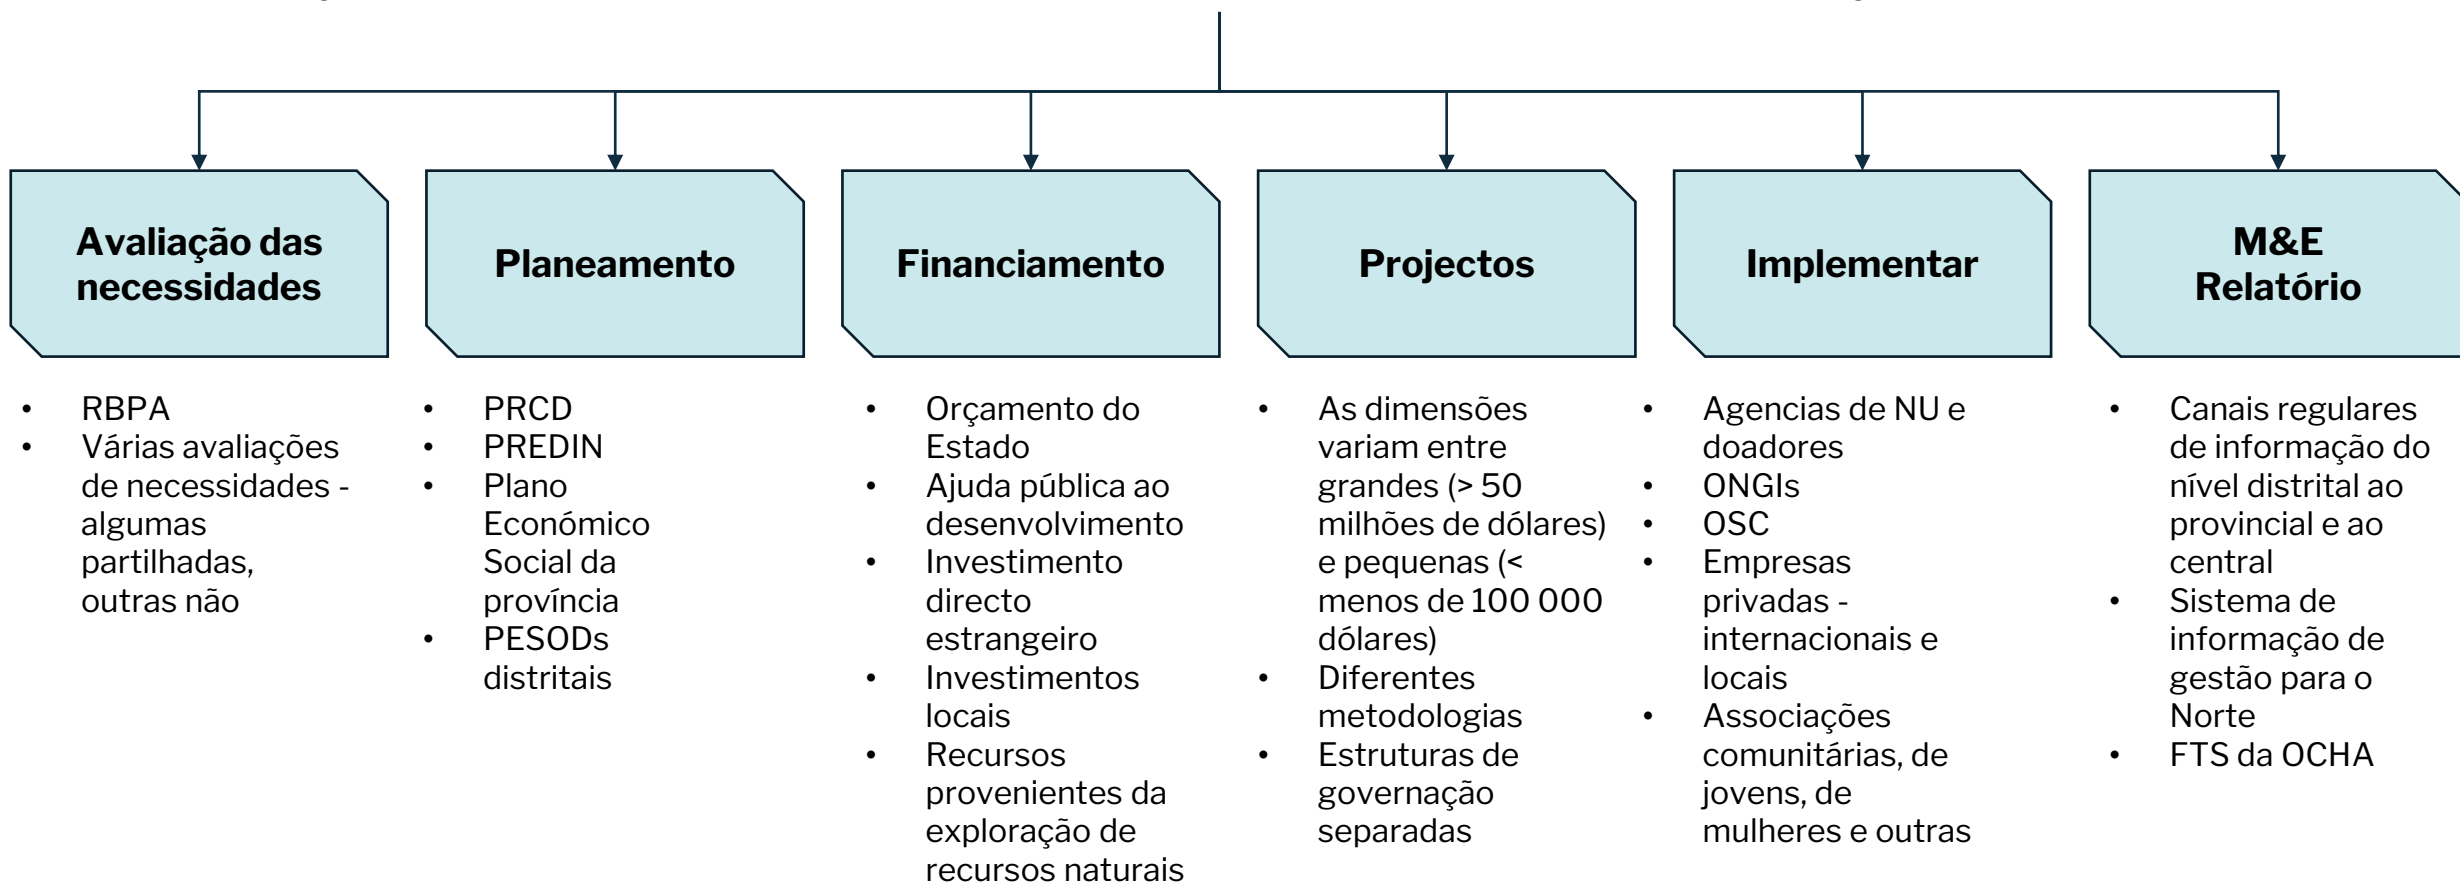 Avaliação das
necessidades
Planeamento
Financiamento
Projectos
Implementar
M&E
Relatório
• RBPA
• Várias avaliações
de necessidades -
algumas
partilhadas,
outras não
• PRCD
• PREDIN
• Plano
Económico
Social da
província
• PESODs
distritais
• Orçamento do
Estado
• Ajuda pública ao
desenvolvimento
• Investimento
directo
estrangeiro
• Investimentos
locais
• Recursos
provenientes da
exploração de
recursos naturais
• As dimensões
variam entre
grandes (> 50
milhões de dólares)
e pequenas (<
menos de 100 000
dólares)
• Diferentes
metodologias
• Estruturas de
governação
separadas
• Agencias de NU e
doadores
• ONGIs
• OSC
• Empresas
privadas -
internacionais e
locais
• Associações
comunitárias, de
jovens, de
mulheres e outras
• Canais regulares
de informação do
nível distrital ao
provincial e ao
central
• Sistema de
informação de
gestão para o
Norte
• FTS da OCHA